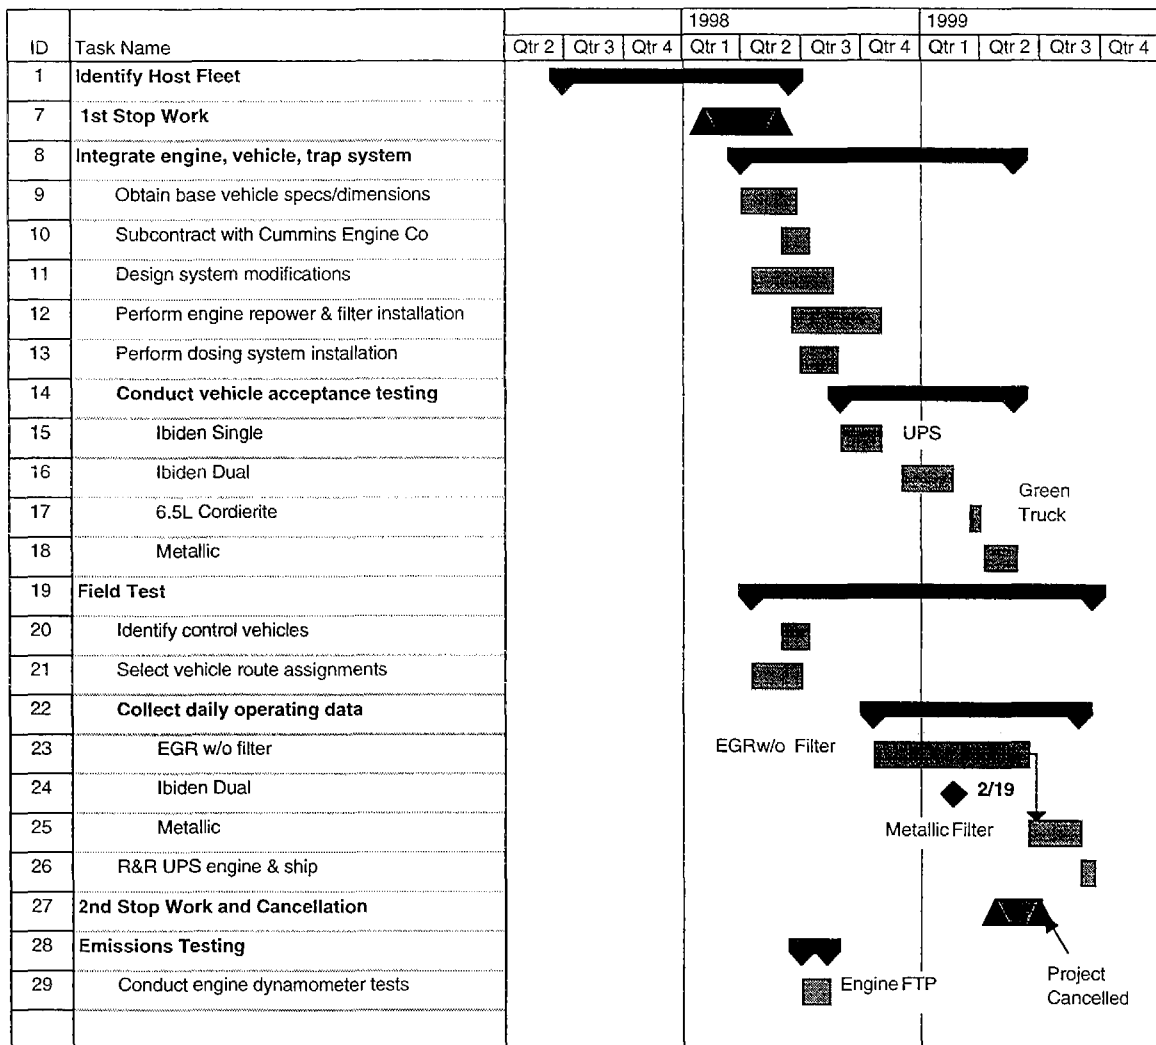 1998 1999
ID Task Name Qtr 2 Qtr 3 Qtr 4 Qtr 1 Qtr 2 Qtr 3 Qtr 4 Qtr 1 Qtr 2 Qtr 3 Qtr 4
1 Identify Host Fleet
7 1st Stop Work
8 Integrate engine, vehicle, trap system
9 Obtain base vehicle specs/dimensions
10 Subcontract with Cummins Engine Co
11 Design system modifications
12 Perform engine repower & filter installation
13 Perform dosing system installation
14 Conduct vehicle acceptance testing
15 Ibiden Single UPS
16 Ibiden Dual
Green
17 6.5L Cordierite Truck
18 Metallic
19 Field Test
20 Identify control vehicles
21 Select vehicle route assignments
22 Collect daily operating data
23 EGR w/o filter EGRw/o Filter
24 Ibiden Dual 2/19
25 Metallic Metallic Filter
26 R&R UPS engine & ship
27 2nd Stop Work and Cancellation
28 Emissions Testing
29 Conduct engine dynamometer tests Engine FTP
Project
Cancelled